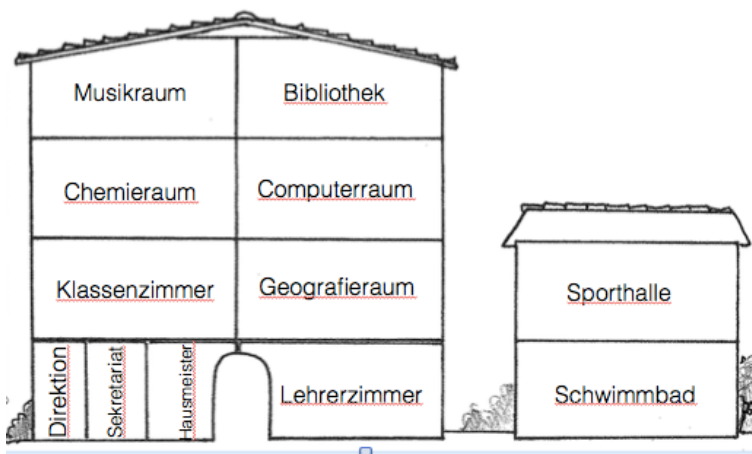 Musikraum
Bibliothek
Chemieraum
Computerraum
Klassenzimmer
Geografieraum
Sporthalle
Direktion
Sekretariat
Hausmeister
Lehrerzimmer
Schwimmbad